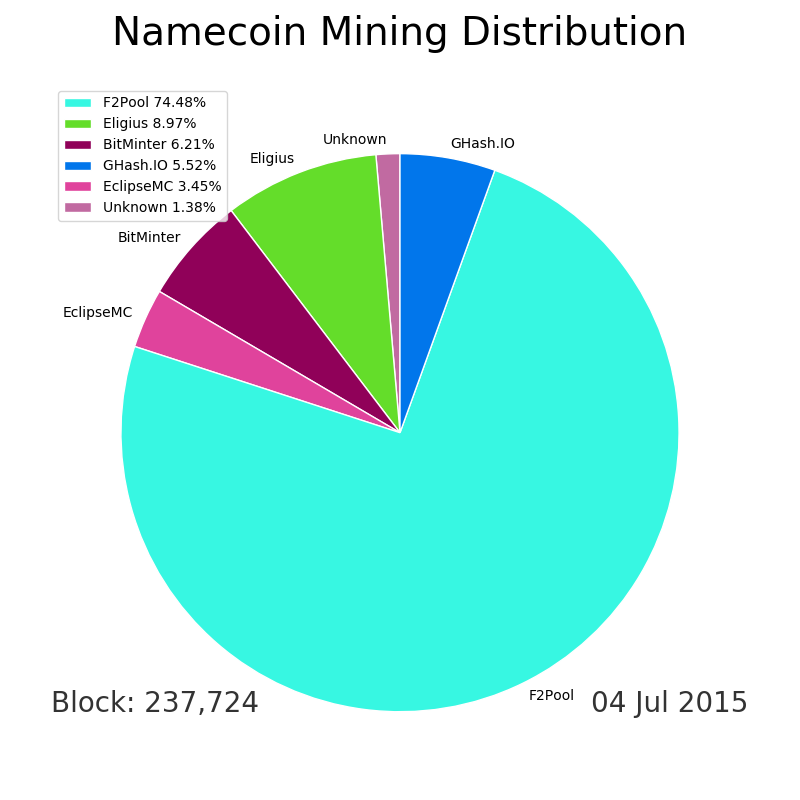 Namecoin Mining Distribution
F2Pool 74.48%
Eligius 8.97%
BitMinter 6.21%
GHash.IO 5.52%
EclipseMC 3.45%
Unknown 1.38%
Unknown
GHash.IO
Eligius
BitMinter
EclipseMC
F2Pool
Block: 237,724
04 Jul 2015